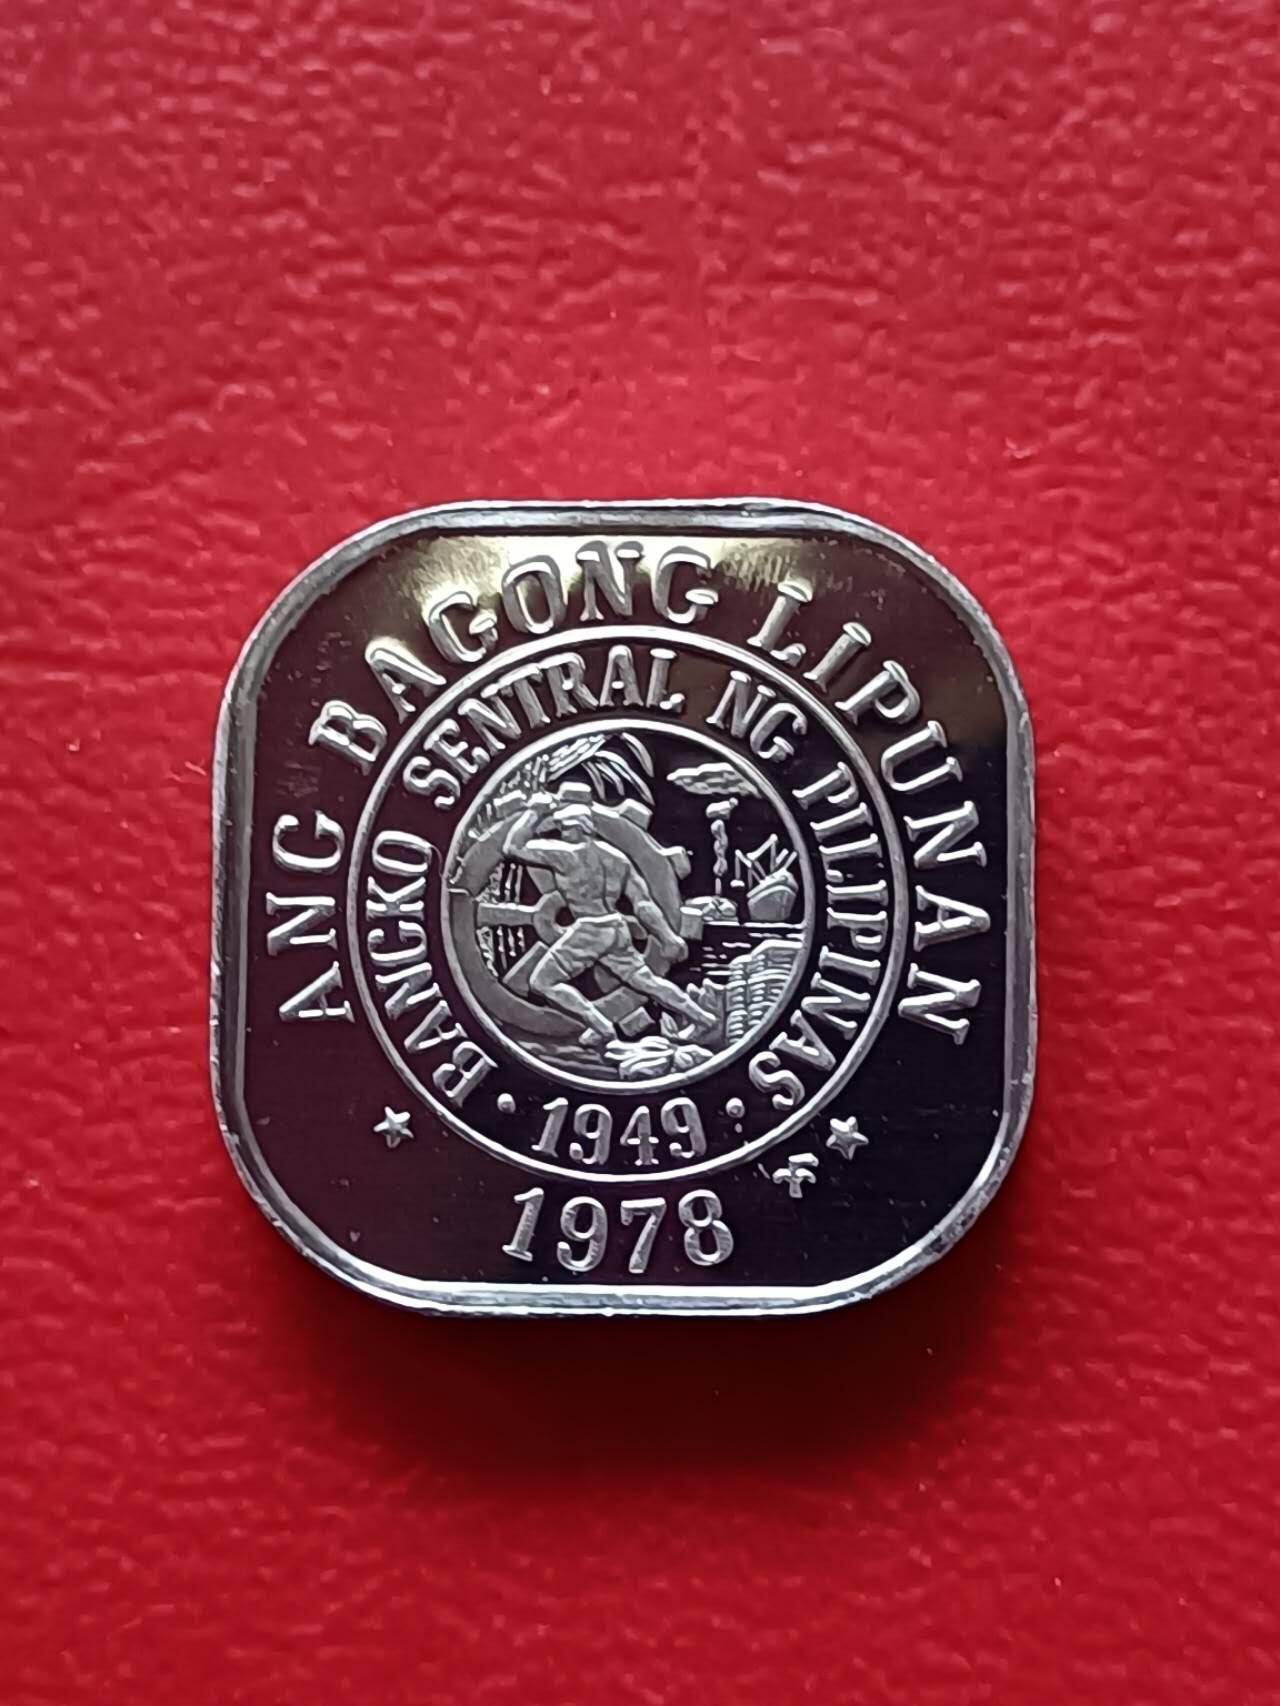 ANG BAGONG LIPUNAN
BANGKO SENTRAL NG PILIPINAS
· 1949 ·
1978